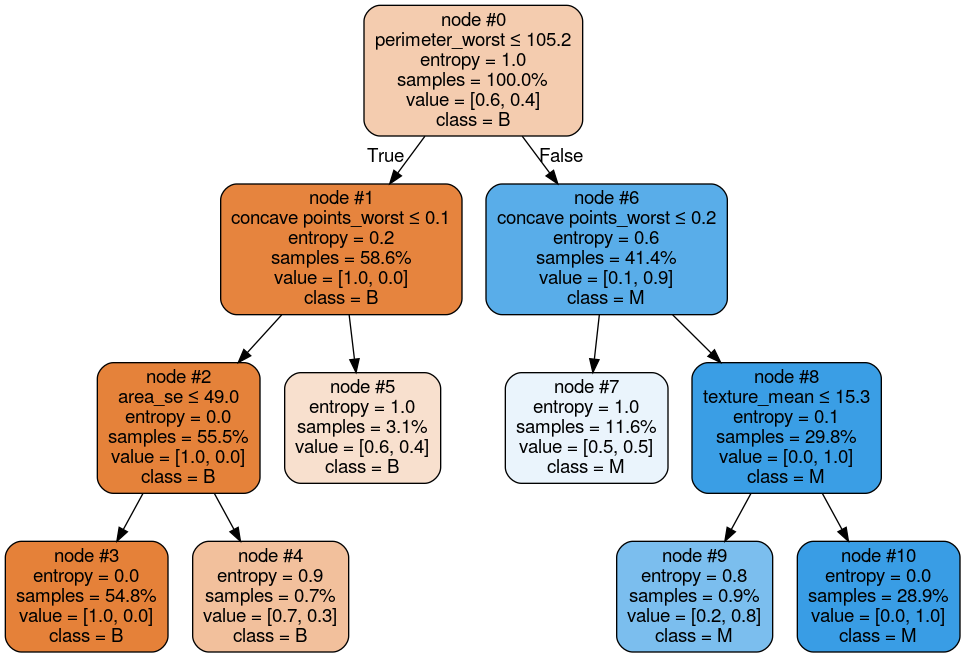 node #0
perimeter_worst ≤ 105.2
entropy = 1.0
samples = 100.0%
value = [0.6, 0.4]
class = B
True
False
node #1
concave points_worst ≤ 0.1
entropy = 0.2
samples = 58.6%
value = [1.0, 0.0]
class = B
node #6
concave points_worst ≤ 0.2
entropy = 0.6
samples = 41.4%
value = [0.1, 0.9]
class = M
node #2
area_se ≤ 49.0
entropy = 0.0
samples = 55.5%
value = [1.0, 0.0]
class = B
node #5
entropy = 1.0
samples = 3.1%
value = [0.6, 0.4]
class = B
node #7
entropy = 1.0
samples = 11.6%
value = [0.5, 0.5]
class = M
node #8
texture_mean ≤ 15.3
entropy = 0.1
samples = 29.8%
value = [0.0, 1.0]
class = M
node #3
entropy = 0.0
samples = 54.8%
value = [1.0, 0.0]
class = B
node #4
entropy = 0.9
samples = 0.7%
value = [0.7, 0.3]
class = B
node #9
entropy = 0.8
samples = 0.9%
value = [0.2, 0.8]
class = M
node #10
entropy = 0.0
samples = 28.9%
value = [0.0, 1.0]
class = M